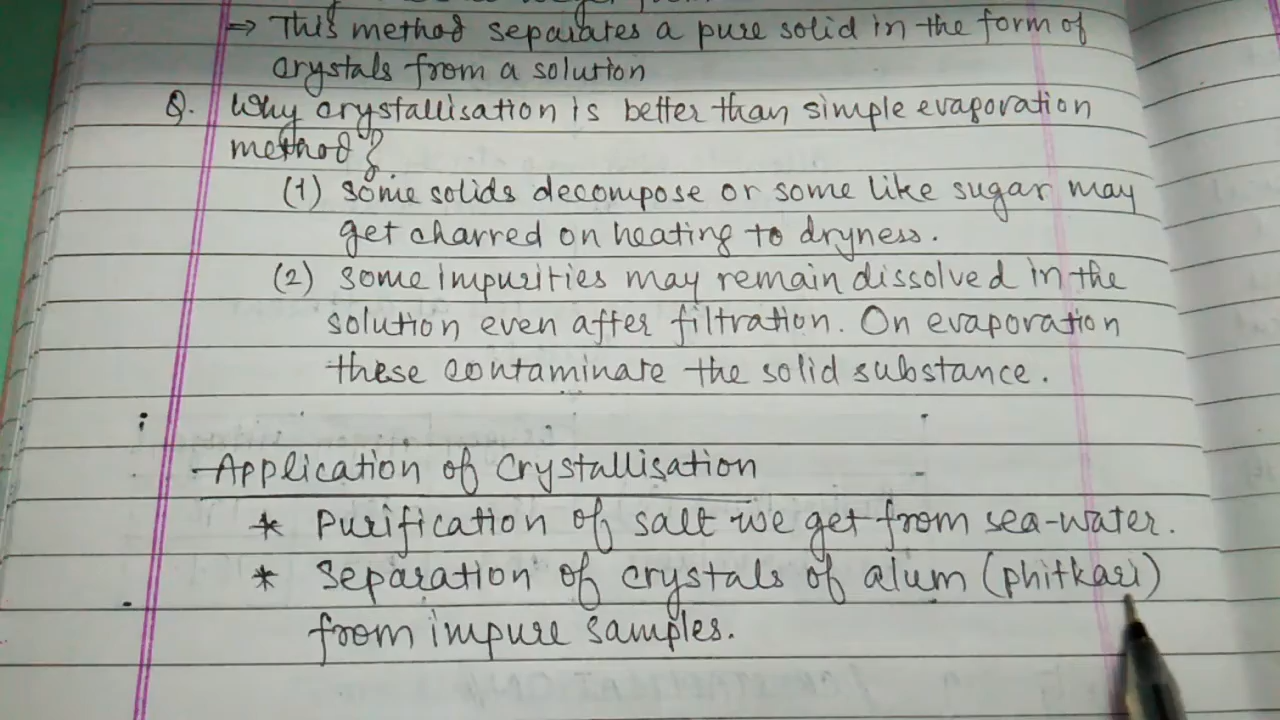 ⇒ This method separates a pure solid in the form of
crystals from a solution
Q. Why crystallisation is better than simple evaporation
method?
(1) some solids decompose or some like sugar may
get charred on heating to dryness.
(2) some impurities may remain dissolved in the
solution even after filtration. On evaporation
these contaminate the solid substance.
Application of Crystallisation
* Purification of salt we get from sea-water.
* Separation of crystals of alum (phitkari)
from impure samples.